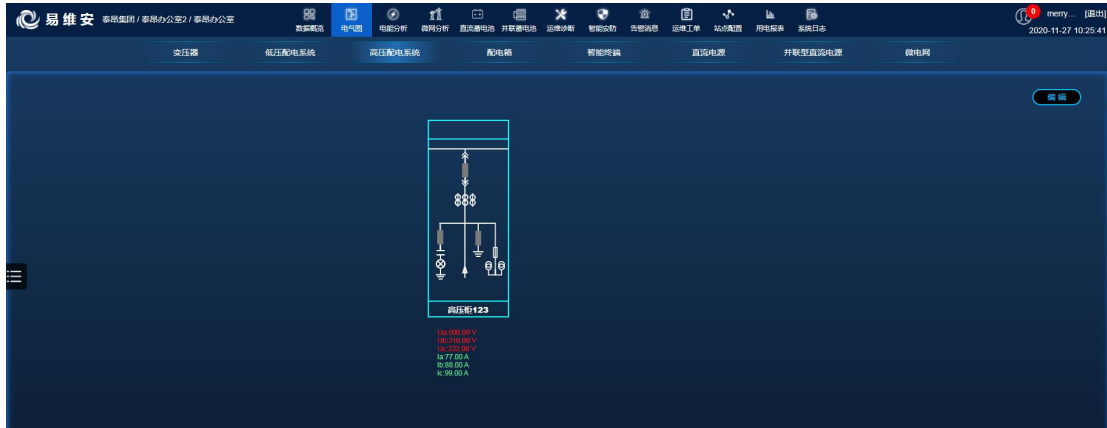 易维安 泰昂集团 / 泰昂办公室2 / 泰昂办公室
数据概览 电气图 电能分析 微网分析 直流蓄电池 并联蓄电池 运维诊断 智能安防 告警消息 运维工单 站点配置 用电报表 系统日志
0 merry... [退出]
2020-11-27 10:25:41
变压器 低压配电系统 高压配电系统 配电箱 智能终端 直流电源 并联型直流电源 微电网
编辑
高压柜123
Ua:500.00 V
Ub:210.00 V
Uc:223.00 V
Ia:77.00 A
Ib:88.00 A
Ic:99.00 A